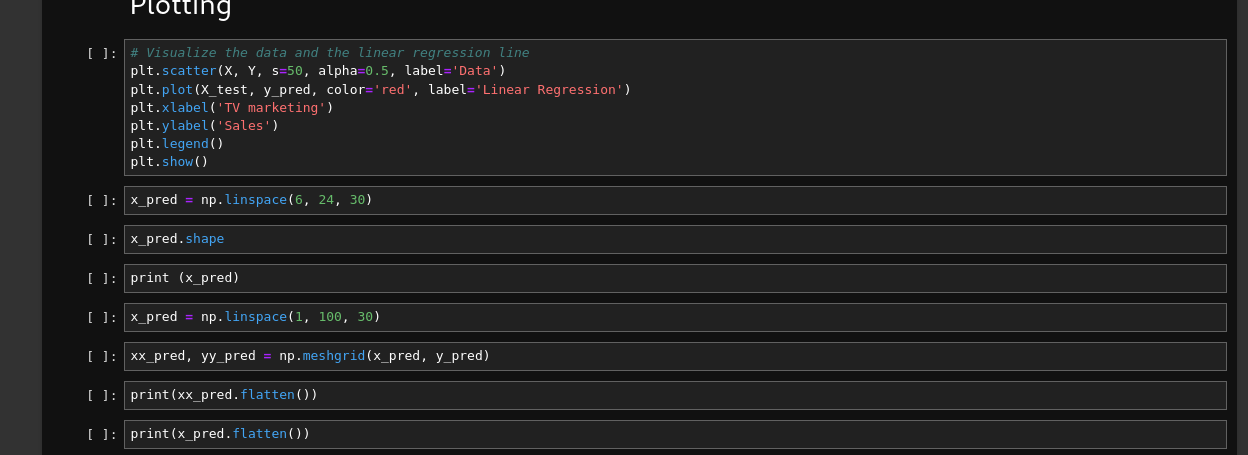 Plotting
[ ]: # Visualize the data and the linear regression line
plt.scatter(X, Y, s=50, alpha=0.5, label='Data')
plt.plot(X_test, y_pred, color='red', label='Linear Regression')
plt.xlabel('TV marketing')
plt.ylabel('Sales')
plt.legend()
plt.show()
[ ]: x_pred = np.linspace(6, 24, 30)
[ ]: x_pred.shape
[ ]: print (x_pred)
[ ]: x_pred = np.linspace(1, 100, 30)
[ ]: xx_pred, yy_pred = np.meshgrid(x_pred, y_pred)
[ ]: print(xx_pred.flatten())
[ ]: print(x_pred.flatten())